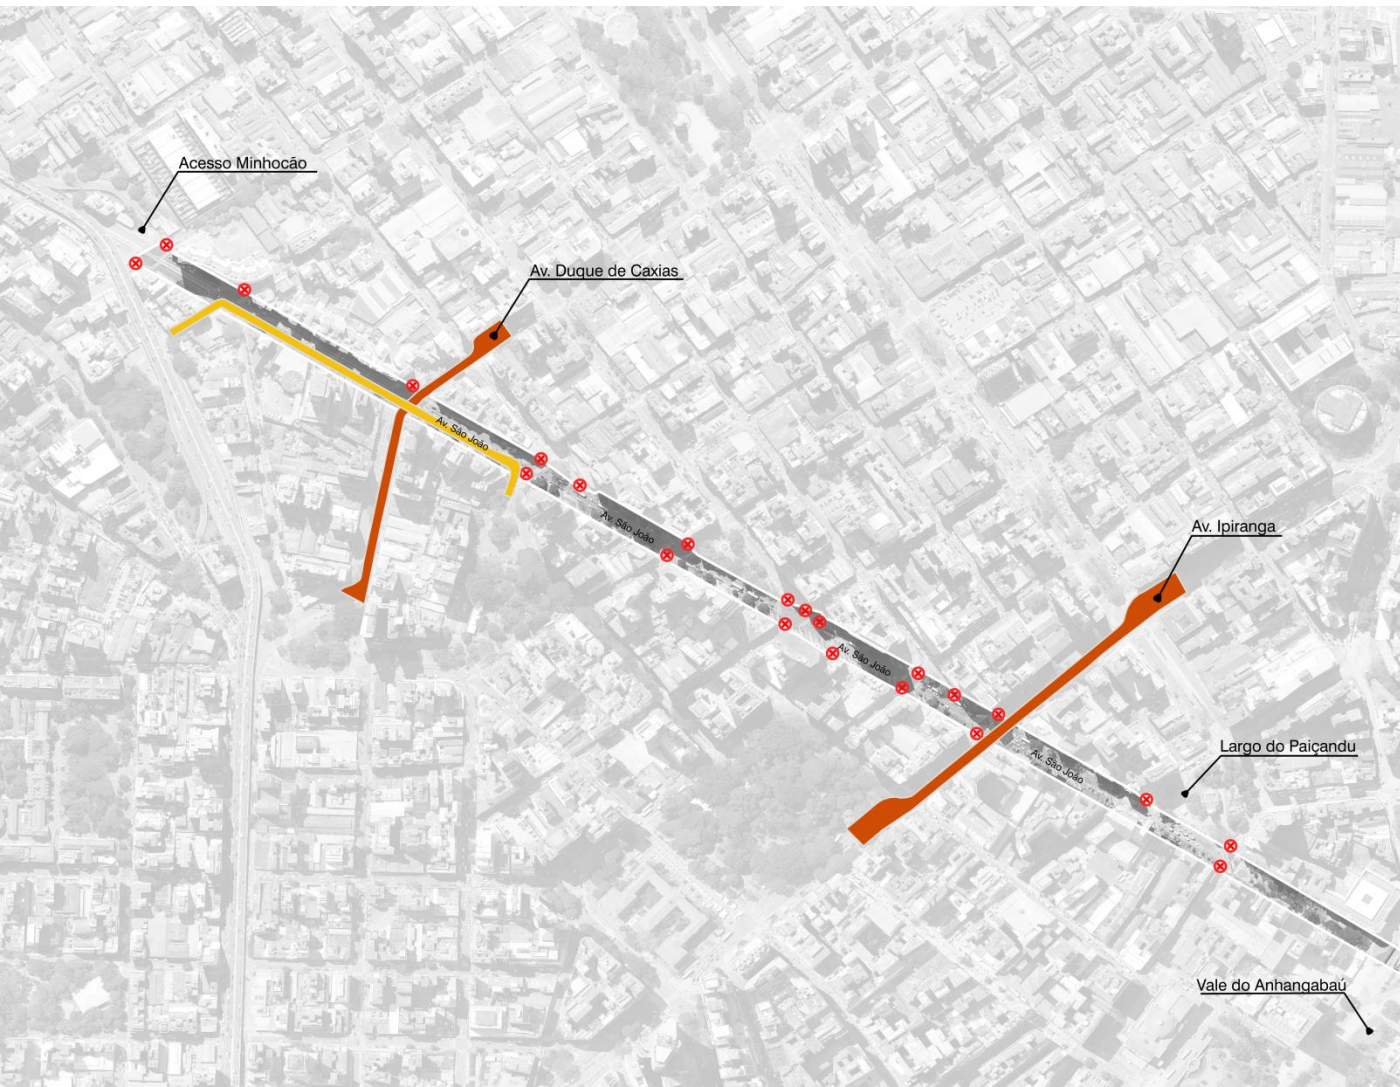 Acesso Minhocão
Av. Duque de Caxias
Av. São João
Av. São João
Av. Ipiranga
Av. São João
Largo do Paiçandu
Av. São João
Vale do Anhangabaú